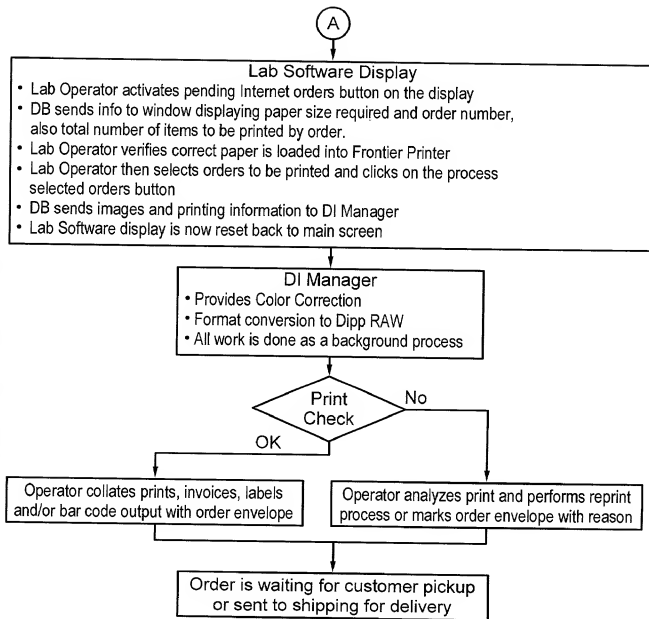 A
Lab Software Display
• Lab Operator activates pending Internet orders button on the display
• DB sends info to window displaying paper size required and order number,
also total number of items to be printed by order.
• Lab Operator verifies correct paper is loaded into Frontier Printer
• Lab Operator then selects orders to be printed and clicks on the process
selected orders button
• DB sends images and printing information to DI Manager
• Lab Software display is now reset back to main screen
DI Manager
• Provides Color Correction
• Format conversion to Dipp RAW
• All work is done as a background process
Print
Check
No
OK
Operator collates prints, invoices, labels
and/or bar code output with order envelope
Operator analyzes print and performs reprint
process or marks order envelope with reason
Order is waiting for customer pickup
or sent to shipping for delivery